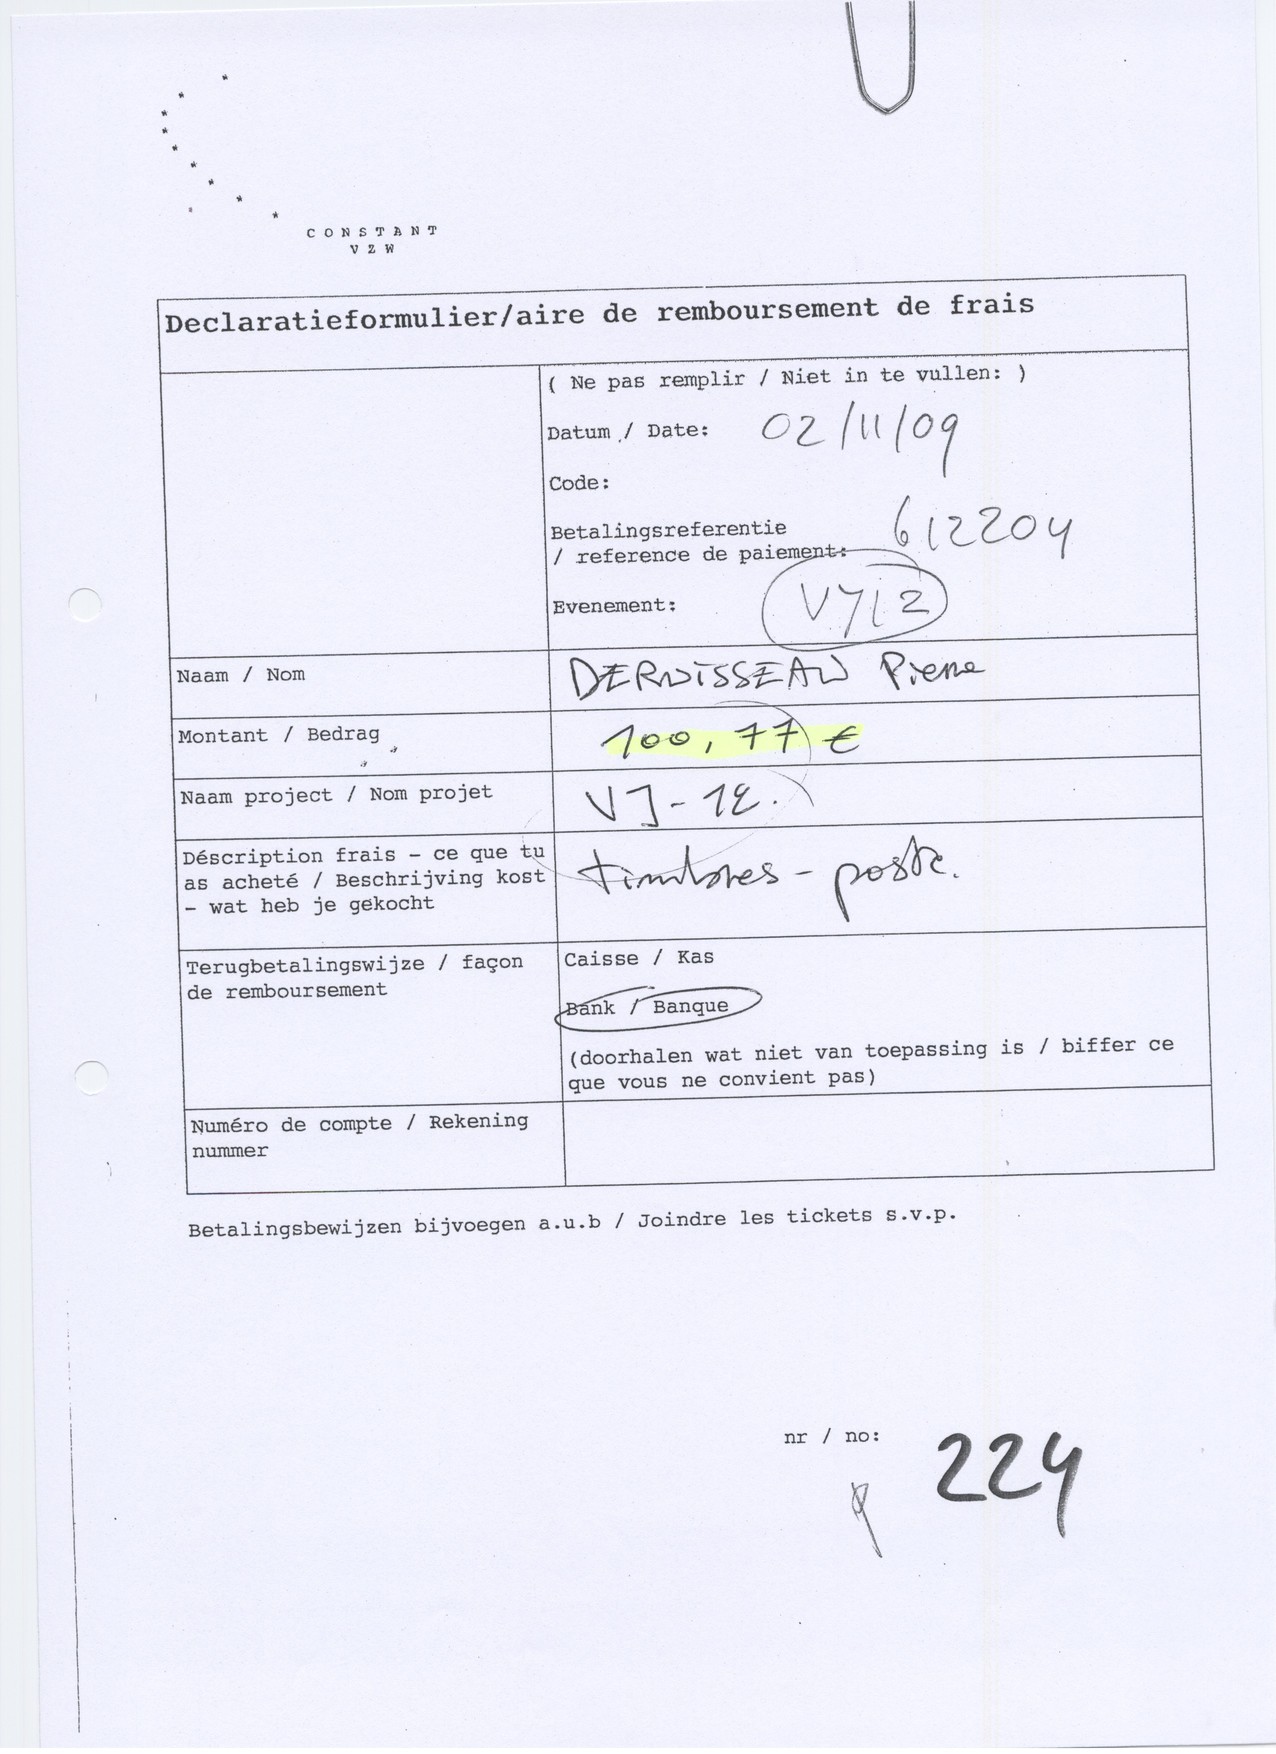 CONSTANT
VZW
Declaratieformulier/aire de remboursement de frais
( Ne pas remplir / Niet in te vullen: )
Datum / Date: 02/11/09
Code:
Betalingsreferentie
/ reference de paiement: 612204
Evenement: VJ12
Naam / Nom
DERWISSEAU Pierre
Montant / Bedrag
100,77 €
Naam project / Nom projet
VJ-12.
Déscription frais - ce que tu
as acheté / Beschrijving kost
- wat heb je gekocht
timbres-poste.
Terugbetalingswijze / façon
de remboursement
Caisse / Kas
Bank / Banque
(doorhalen wat niet van toepassing is / biffer ce
que vous ne convient pas)
Numéro de compte / Rekening
nummer
Betalingsbewijzen bijvoegen a.u.b / Joindre les tickets s.v.p.
nr / no: 224